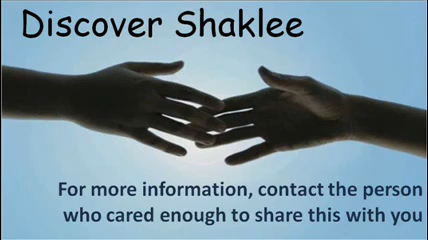 Discover Shaklee
For more information, contact the person
who cared enough to share this with you